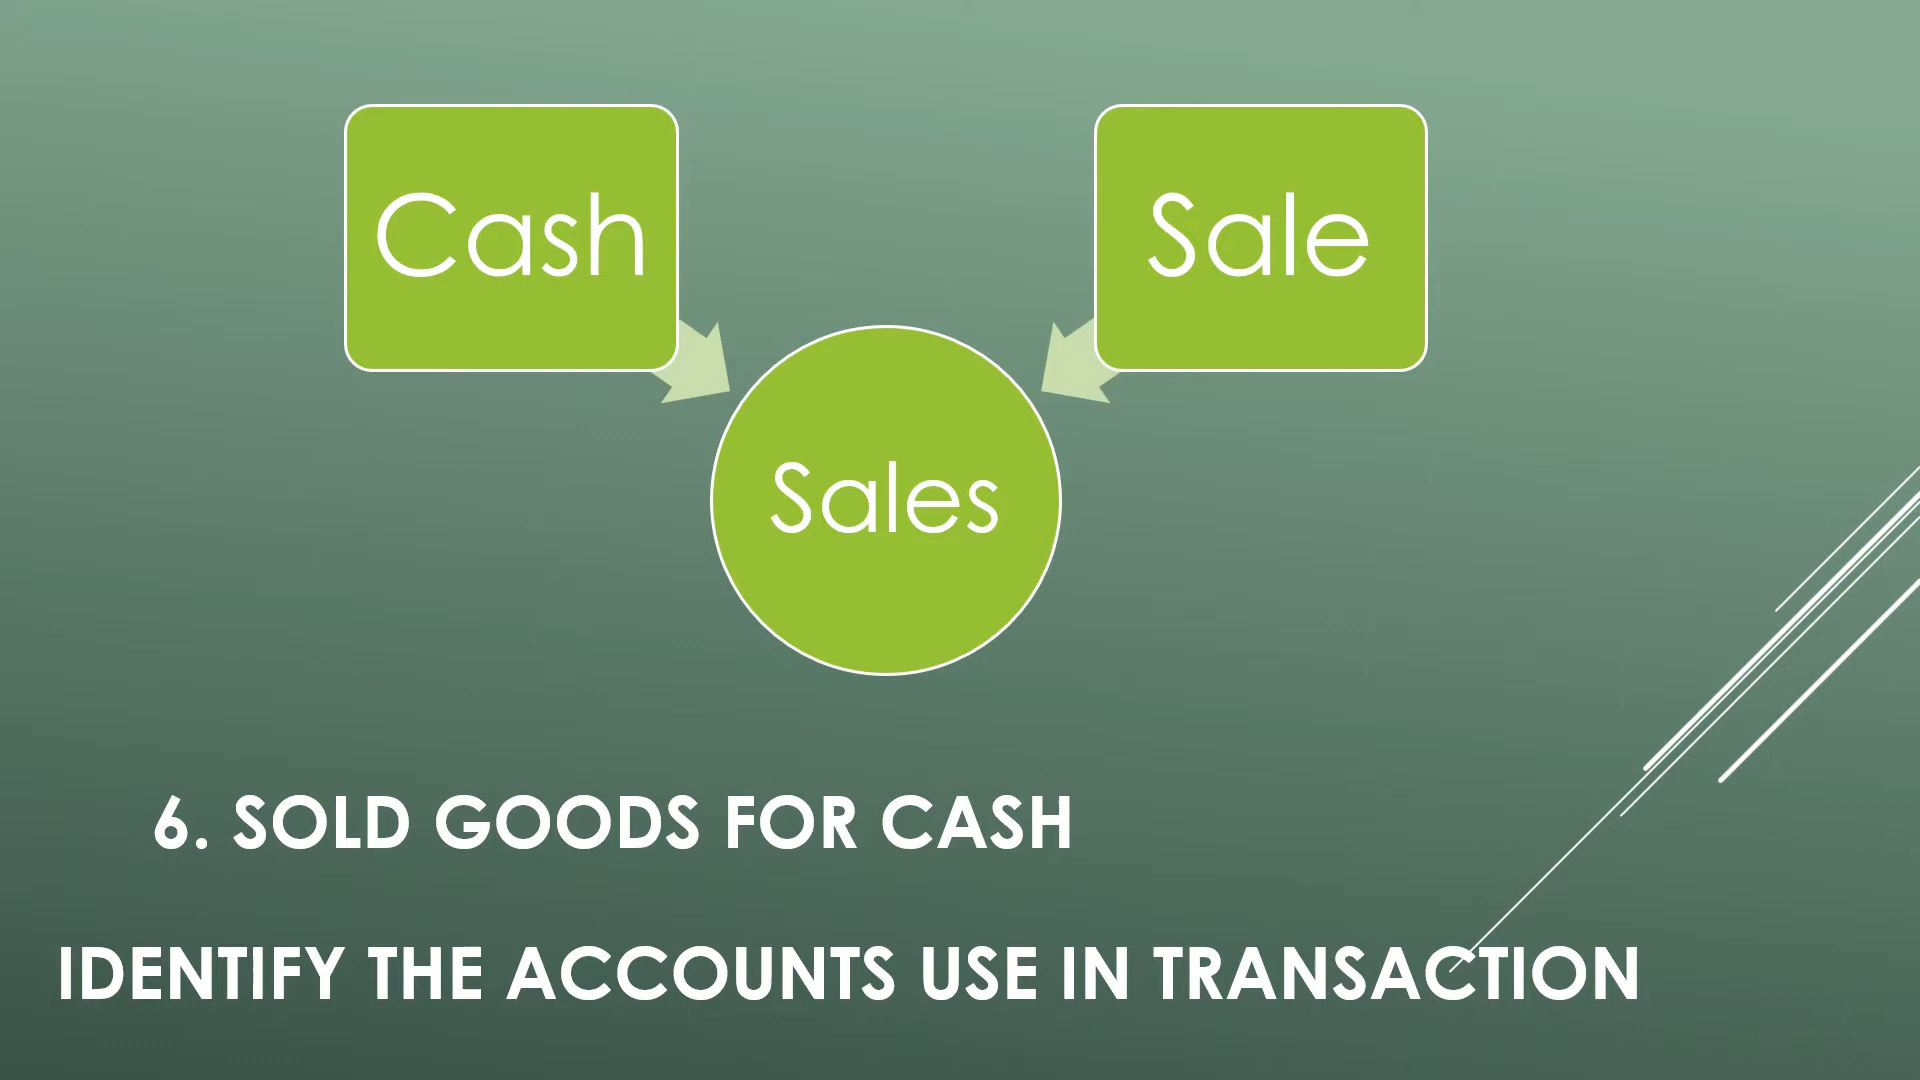 Cash
Sale
Sales
6. SOLD GOODS FOR CASH
IDENTIFY THE ACCOUNTS USE IN TRANSACTION